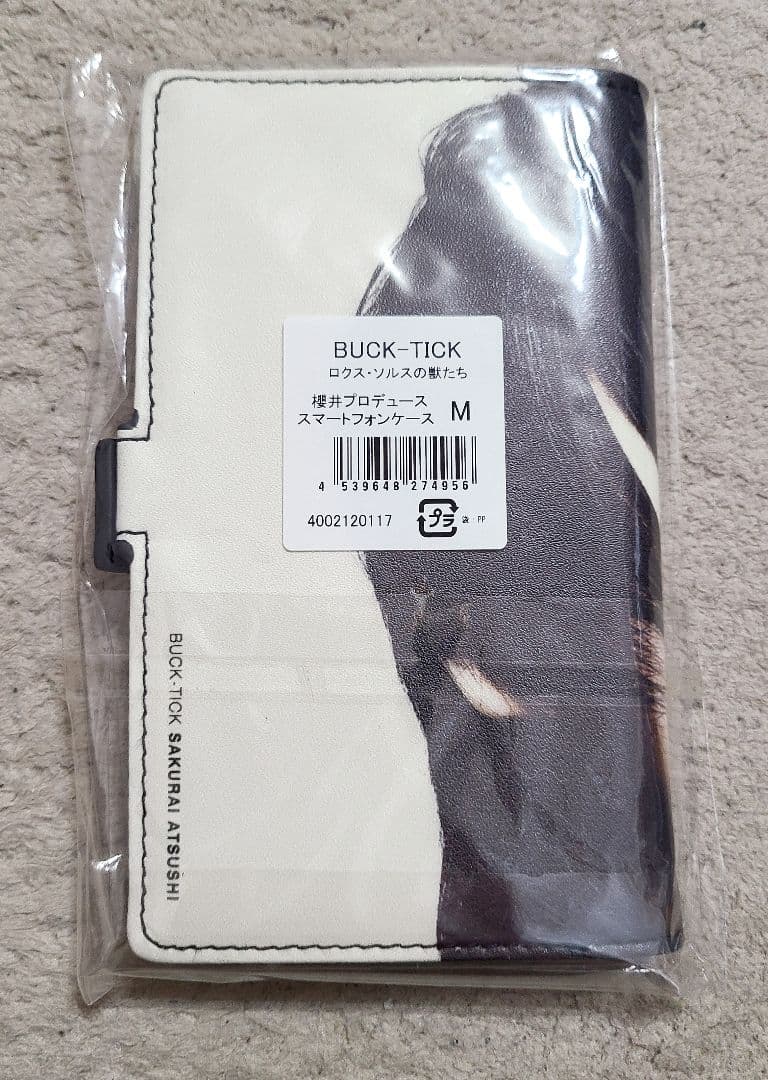 BUCK-TICK
ロクス・ソルスの獣たち
櫻井プロデュース
スマートフォンケース M
4 539648 274956
4002120117 プラ 袋:PP
BUCK-TICK SAKURAI ATSUSHI